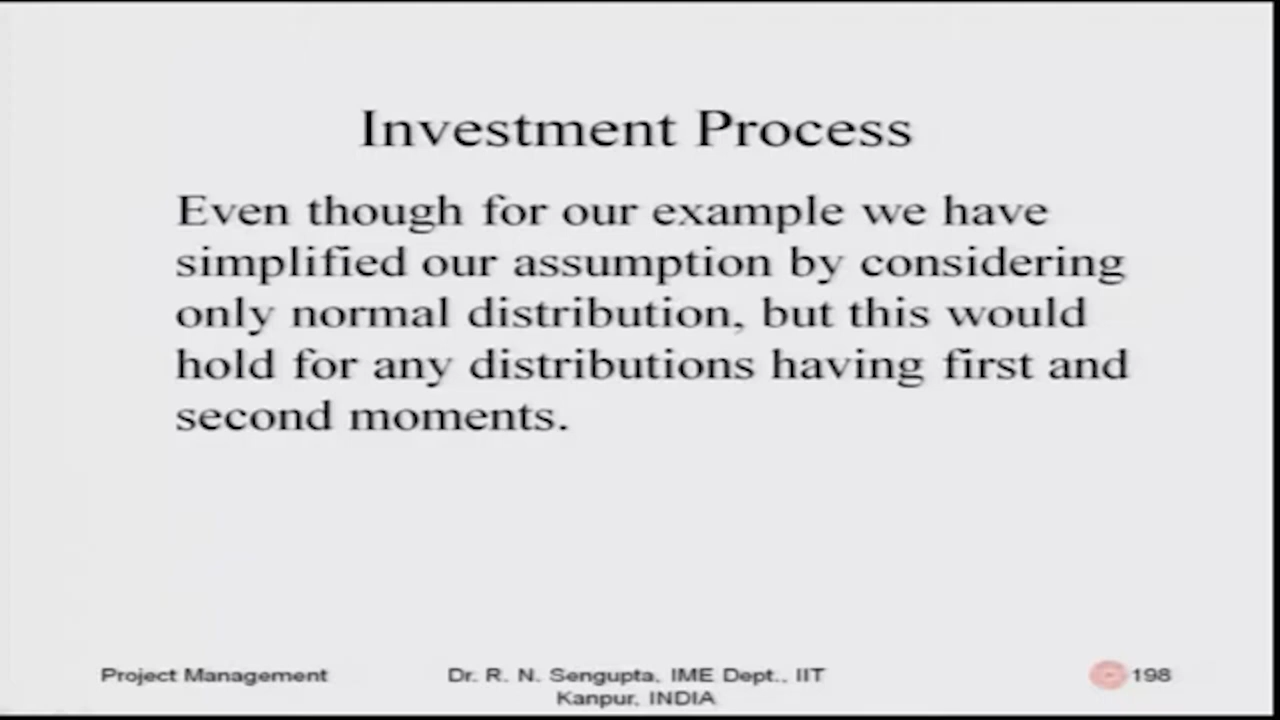 Investment Process
Even though for our example we have
simplified our assumption by considering
only normal distribution, but this would
hold for any distributions having first and
second moments.
Project Management
Dr. R. N. Sengupta, IME Dept., IIT
Kanpur, INDIA
198